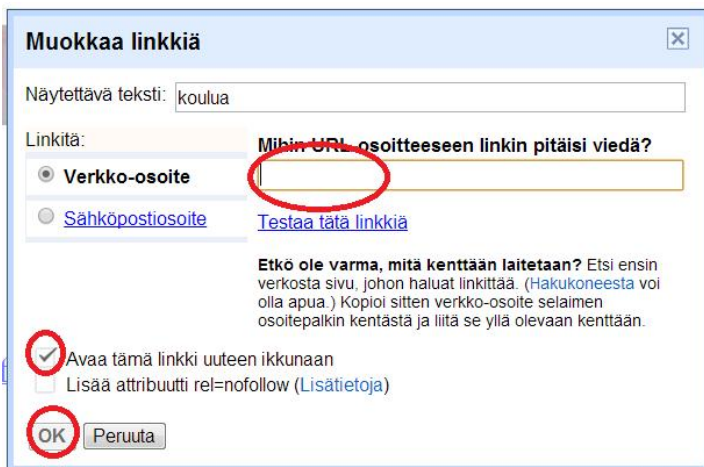 Muokkaa linkkiä
Näytettävä teksti: koulua
Linkitä:
Mihin URL-osoitteeseen linkin pitäisi viedä?
Verkko-osoite
Sähköpostiosoite
Testaa tätä linkkiä
Etkö ole varma, mitä kenttään laitetaan? Etsi ensin
verkosta sivu, johon haluat linkittää. (Hakukoneesta voi
olla apua.) Kopioi sitten verkko-osoite selaimen
osoitepalkin kentästä ja liitä se yllä olevaan kenttään.
Avaa tämä linkki uuteen ikkunaan
Lisää attribuutti rel=nofollow (Lisätietoja)
OK Peruuta